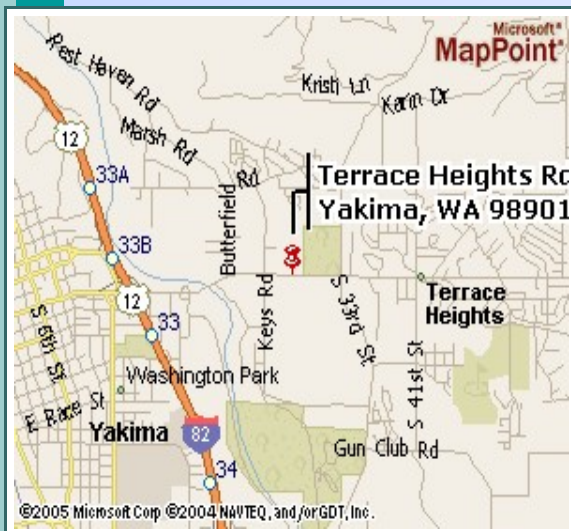 Microsoft®
MapPoint®
Rest Haven Rd
Krish Ln
Karin Dr
Marsh Rd
12
33A
Butterfield Rd
Terrace Heights Rd
Yakima, WA 98901
33B
12
33
Keys Rd
S 33rd St
Terrace
Heights
S 6th St
Washington Park
S 41st St
E Race St
Yakima
82
Gun Club Rd
34
©2005 Microsoft Corp ©2004 NAVTEQ, and/or GDT, Inc.